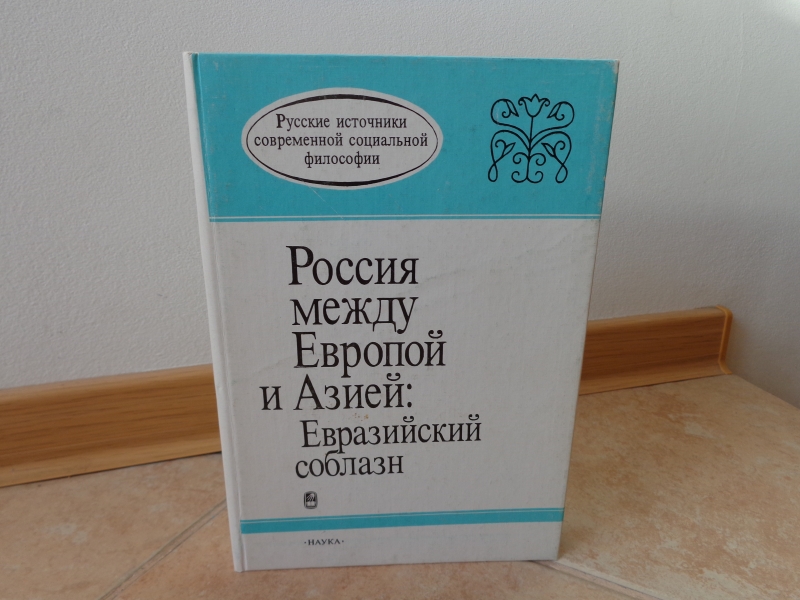 Русские источники
современной социальной
философии
Россия
между
Европой
и Азией:
Евразийский
соблазн
·НАУКА·